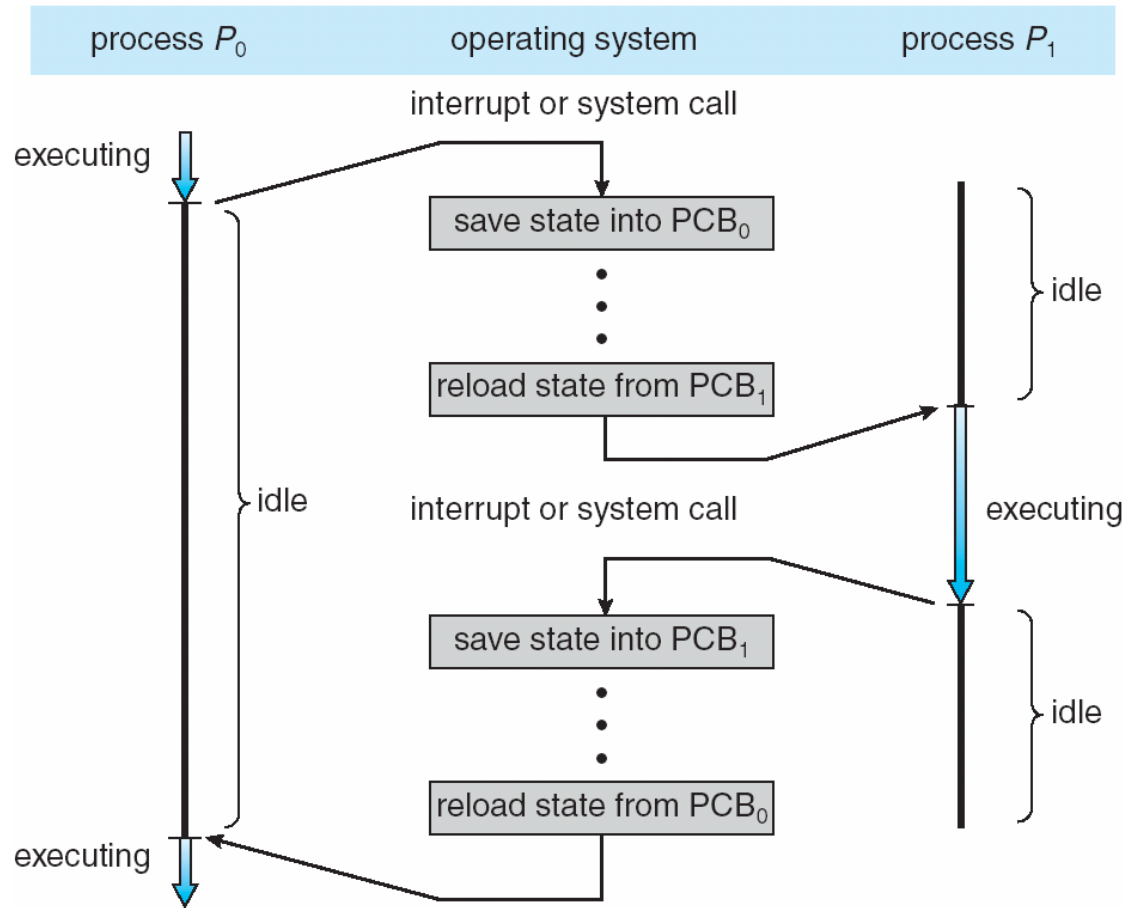 process P₀ operating system process P₁
interrupt or system call
executing
save state into PCB₀
idle
reload state from PCB₁
idle
interrupt or system call
executing
save state into PCB₁
idle
reload state from PCB₀
executing